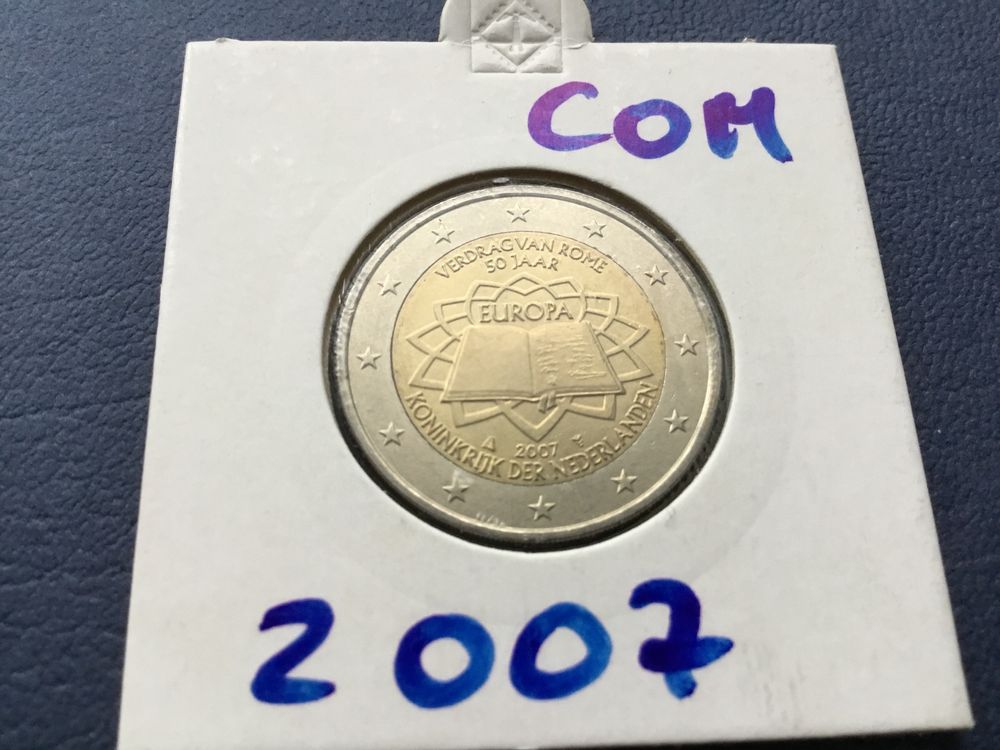 COM
VERDRAG VAN ROME
50 JAAR
EUROPA
2007
KONINKRIJK DER NEDERLANDEN
2007